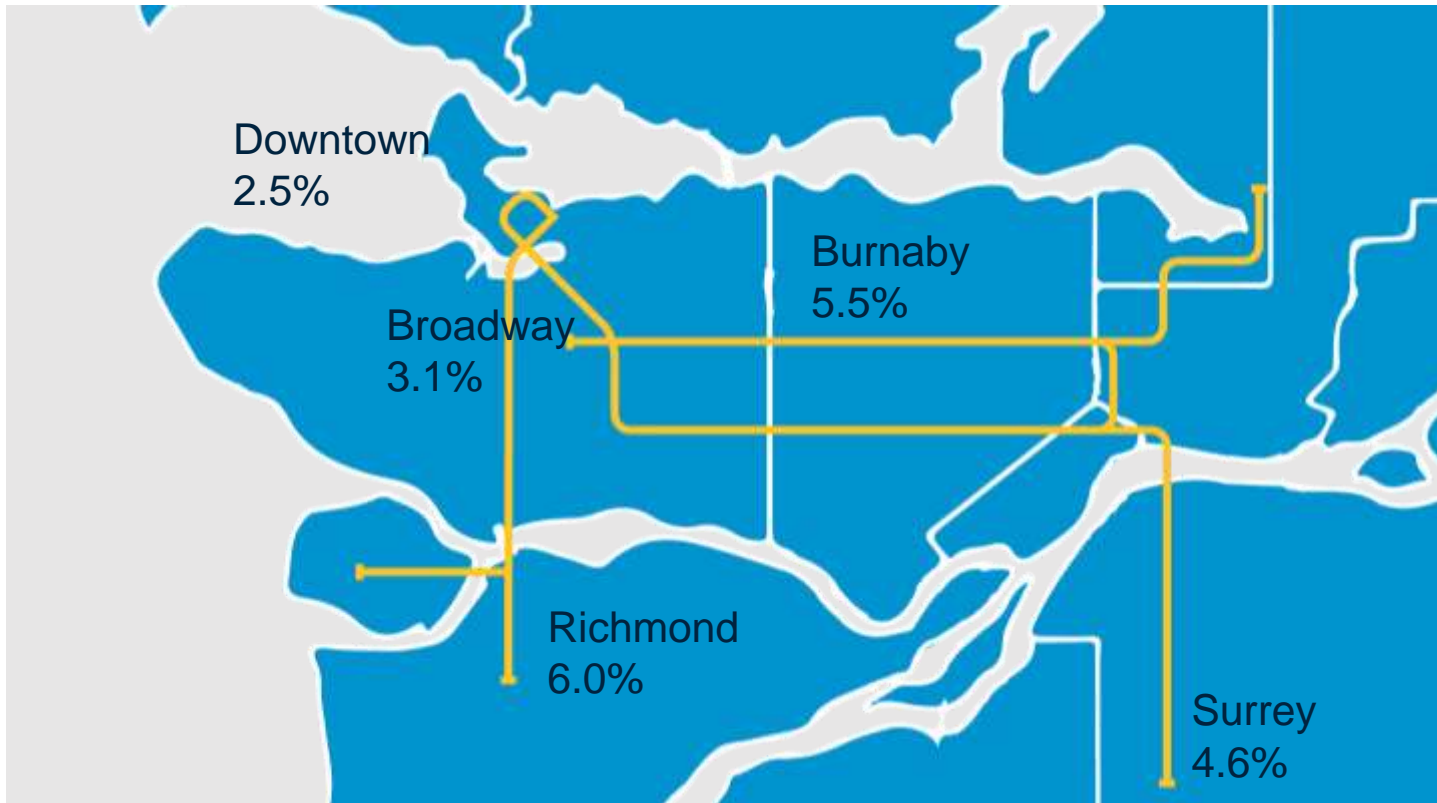 Downtown
2.5%
Burnaby
5.5%
Broadway
3.1%
Richmond
6.0%
Surrey
4.6%